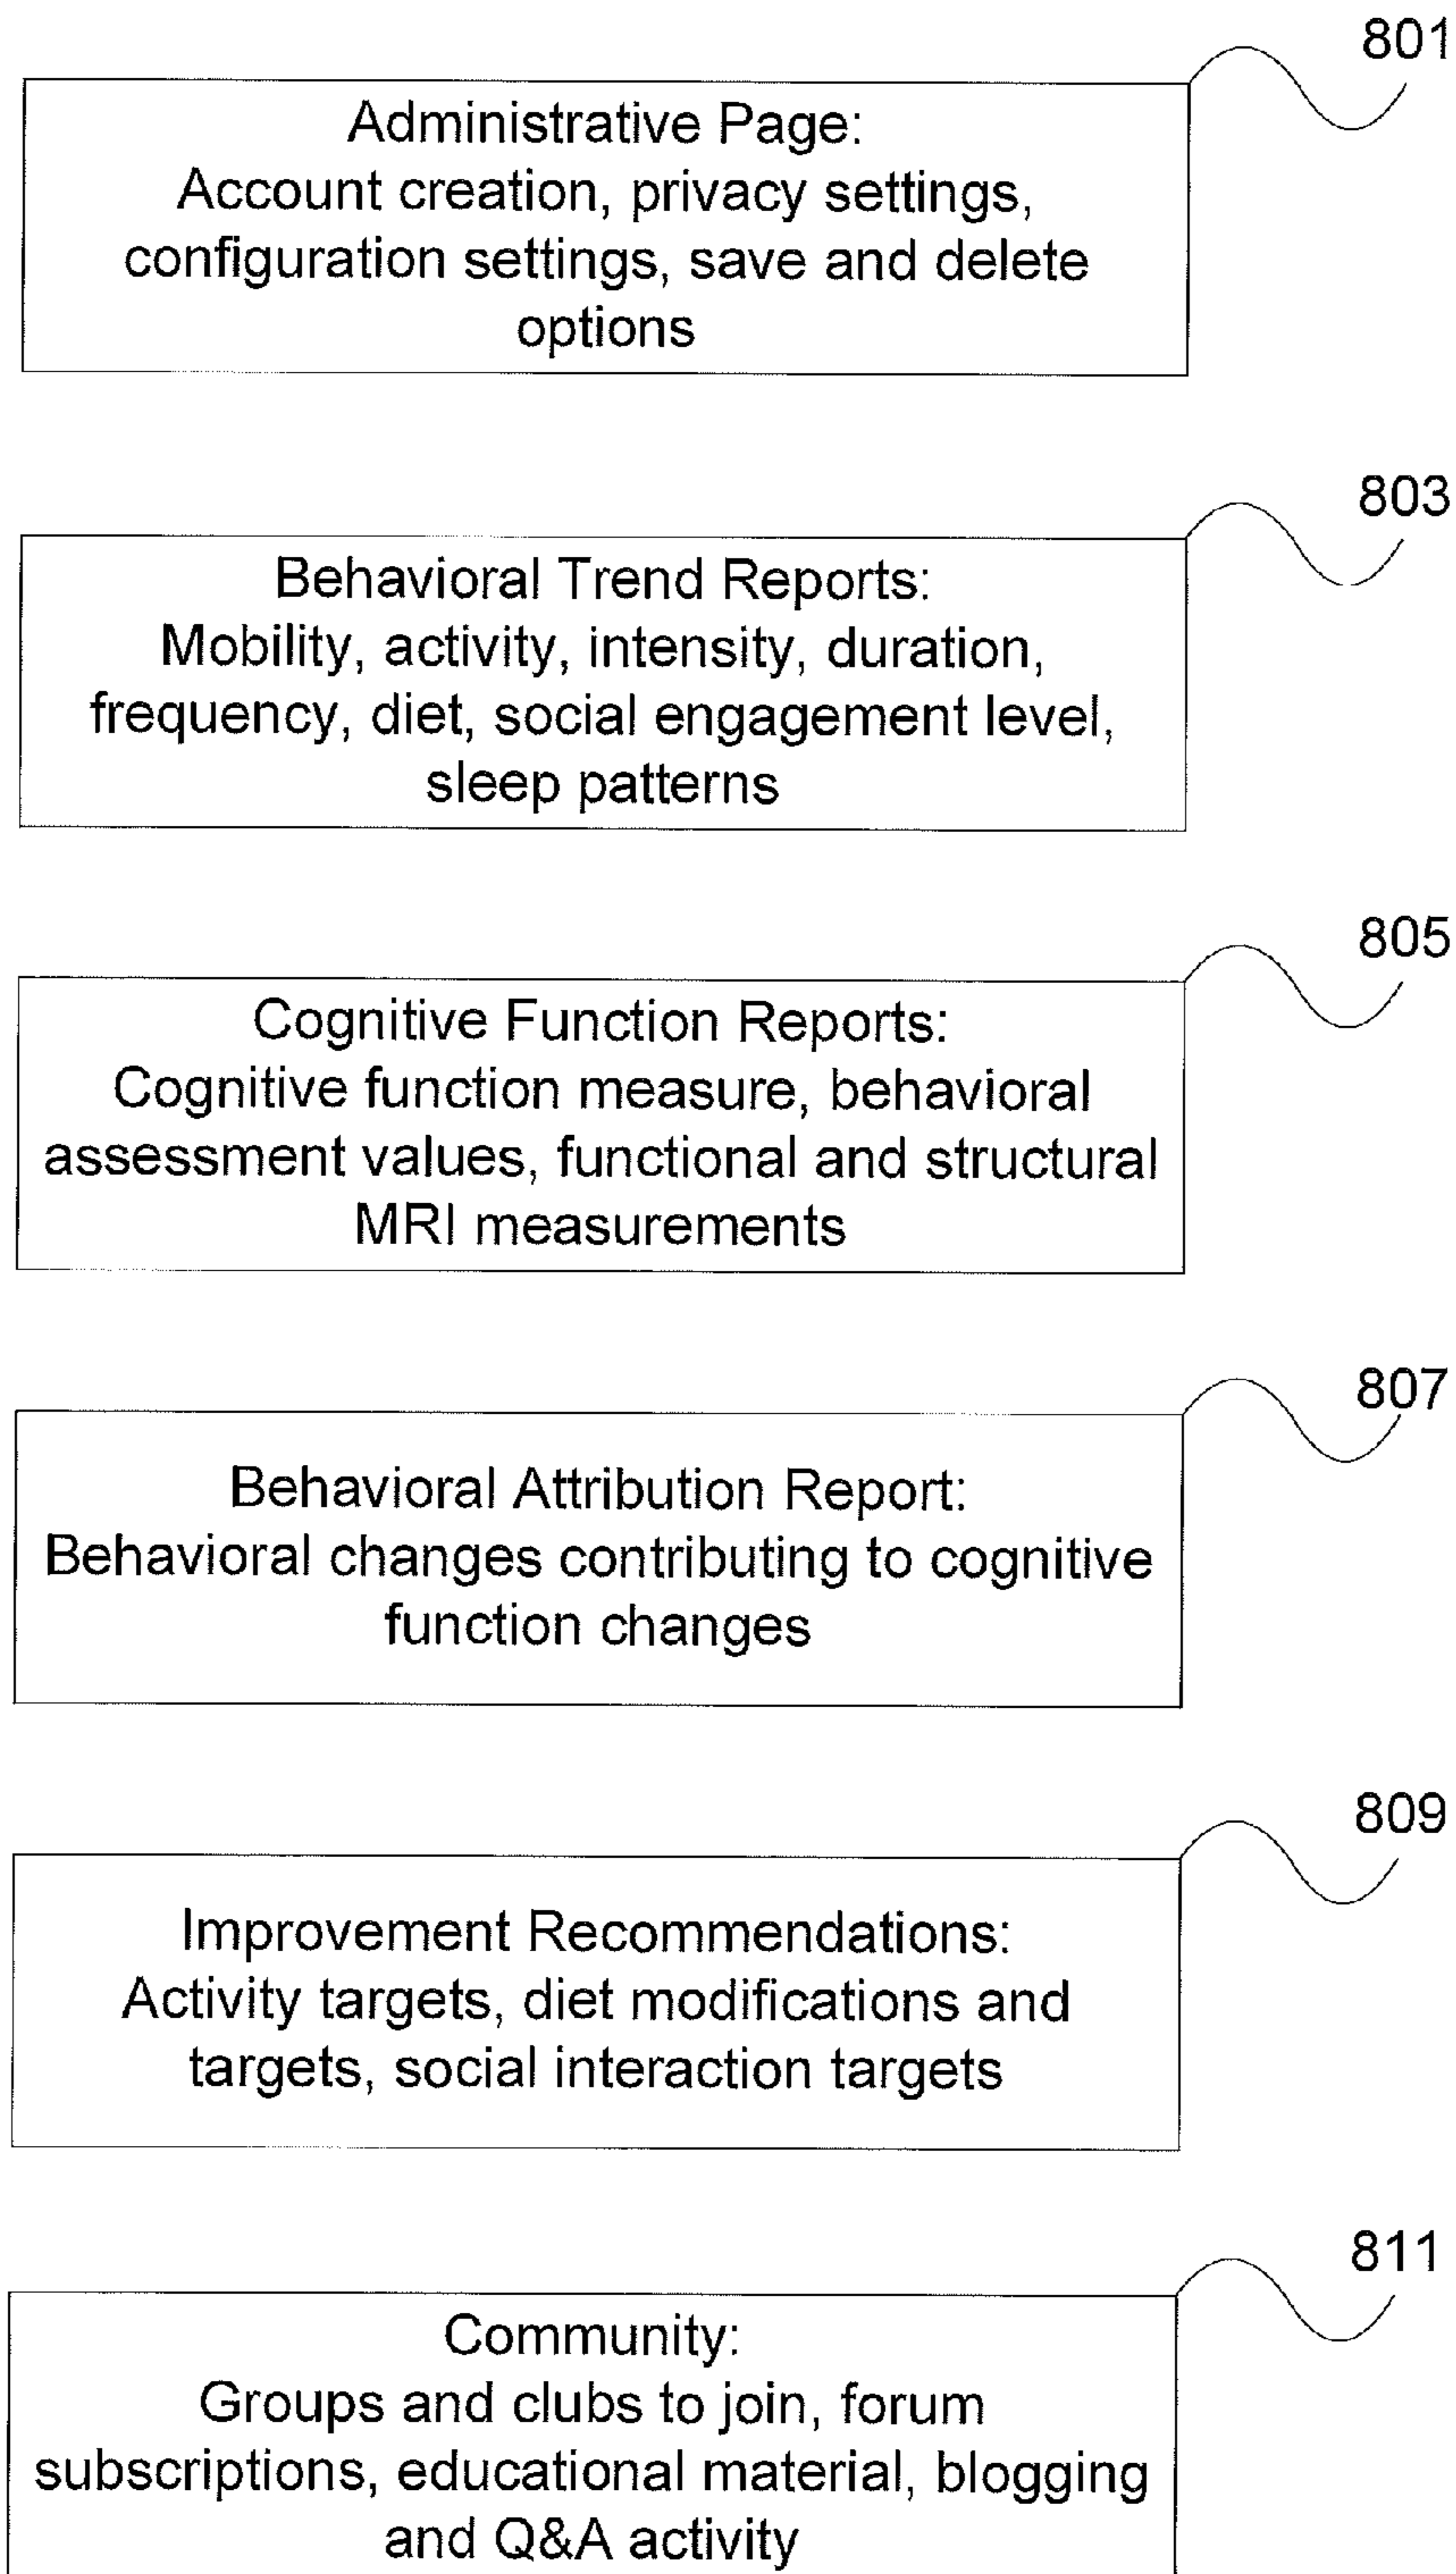 801
Administrative Page:
Account creation, privacy settings,
configuration settings, save and delete
options
803
Behavioral Trend Reports:
Mobility, activity, intensity, duration,
frequency, diet, social engagement level,
sleep patterns
805
Cognitive Function Reports:
Cognitive function measure, behavioral
assessment values, functional and structural
MRI measurements
807
Behavioral Attribution Report:
Behavioral changes contributing to cognitive
function changes
809
Improvement Recommendations:
Activity targets, diet modifications and
targets, social interaction targets
811
Community:
Groups and clubs to join, forum
subscriptions, educational material, blogging
and Q&A activity